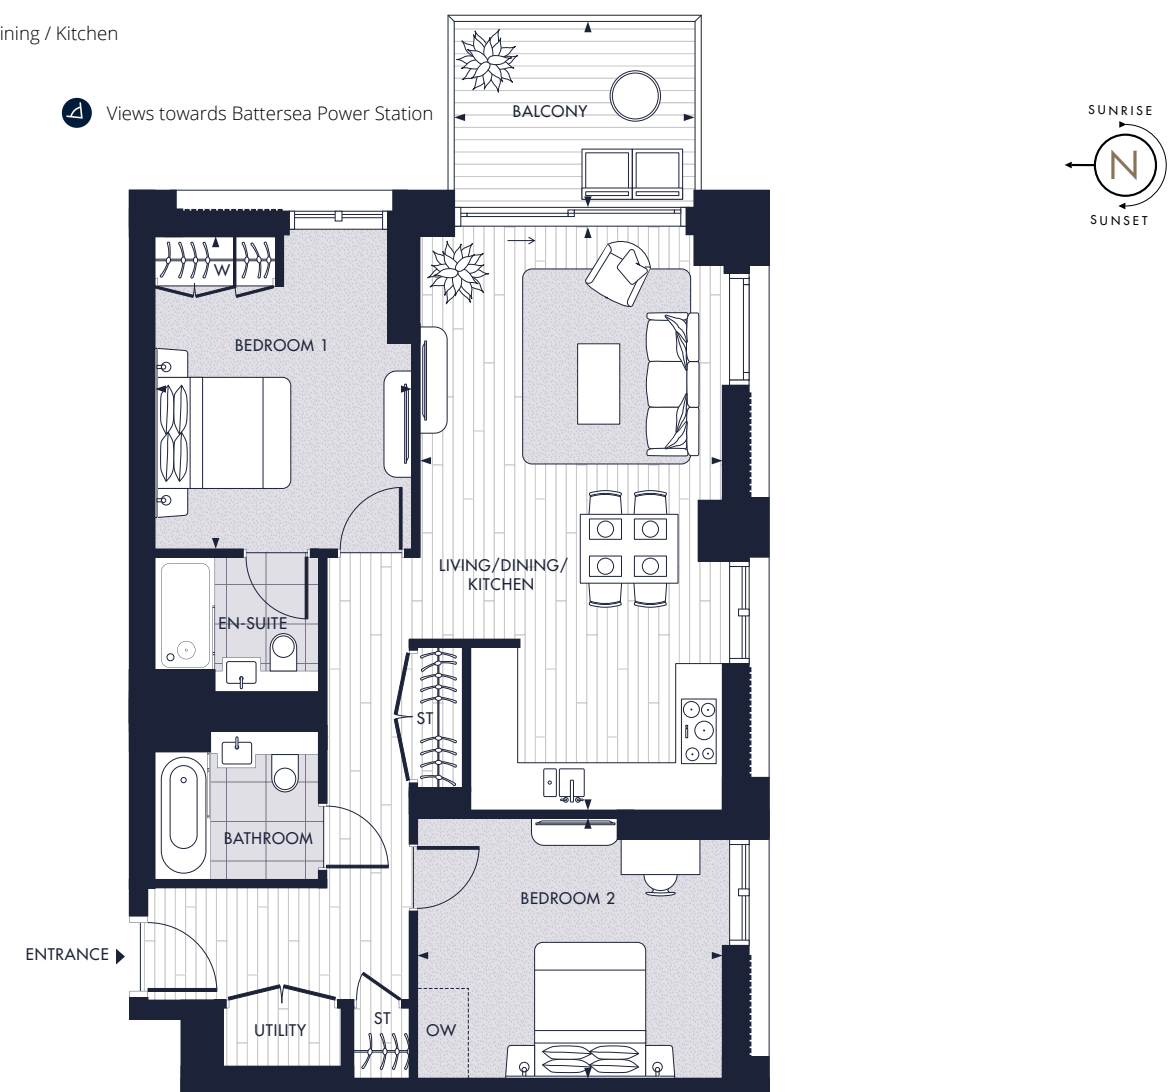 ining / Kitchen
Views towards Battersea Power Station
BALCONY
SUNRISE
N
SUNSET
W
BEDROOM 1
LIVING/DINING/
KITCHEN
EN-SUITE
ST
BATHROOM
BEDROOM 2
ENTRANCE
UTILITY
ST
OW